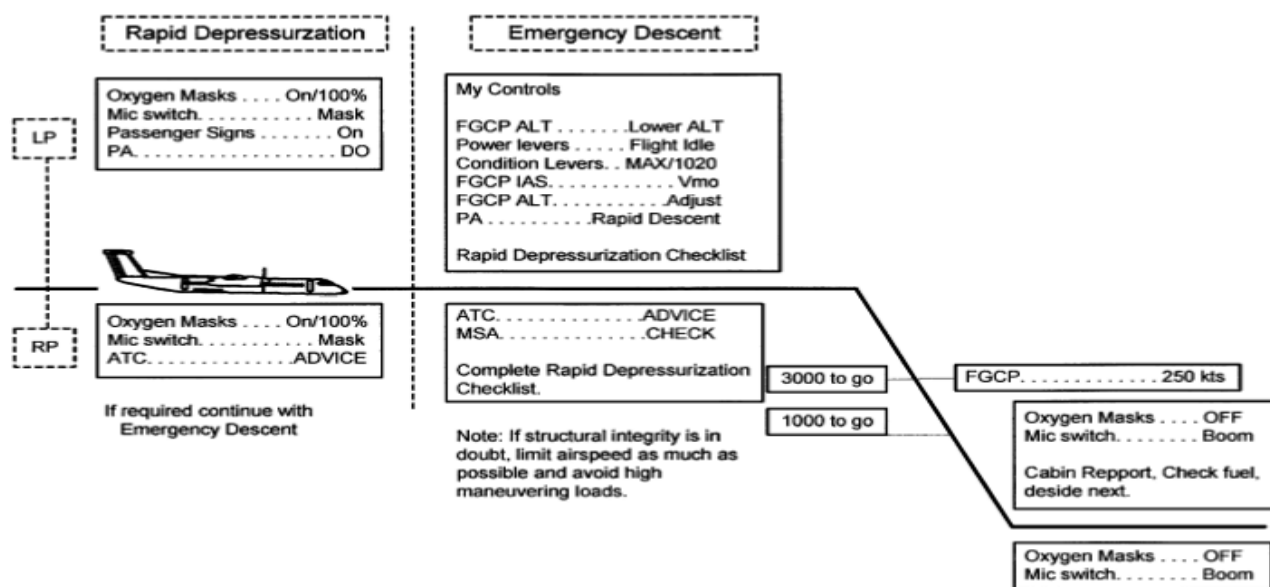 Rapid Depressurzation
Emergency Descent
LP
Oxygen Masks . . . . On/100%
Mic switch. . . . . . . . . . . Mask
Passenger Signs . . . . . . . On
PA. . . . . . . . . . . . . . . . . . . DO
My Controls
FGCP ALT . . . . . . .Lower ALT
Power levers . . . . . Flight Idle
Condition Levers. . MAX/1020
FGCP IAS. . . . . . . . . . . . Vmo
FGCP ALT. . . . . . . . . . .Adjust
PA . . . . . . . . . .Rapid Descent
Rapid Depressurization Checklist
RP
Oxygen Masks . . . . On/100%
Mic switch. . . . . . . . . . . Mask
ATC. . . . . . . . . . . . . .ADVICE
If required continue with
Emergency Descent
ATC. . . . . . . . . . . . . .ADVICE
MSA. . . . . . . . . . . . . .CHECK
Complete Rapid Depressurization
Checklist.
Note: If structural integrity is in
doubt, limit airspeed as much as
possible and avoid high
maneuvering loads.
3000 to go
1000 to go
FGCP. . . . . . . . . . . . . .250 kts
Oxygen Masks . . . . OFF
Mic switch. . . . . . . . Boom
Cabin Repport, Check fuel,
deside next.
Oxygen Masks . . . . OFF
Mic switch. . . . . . . . Boom